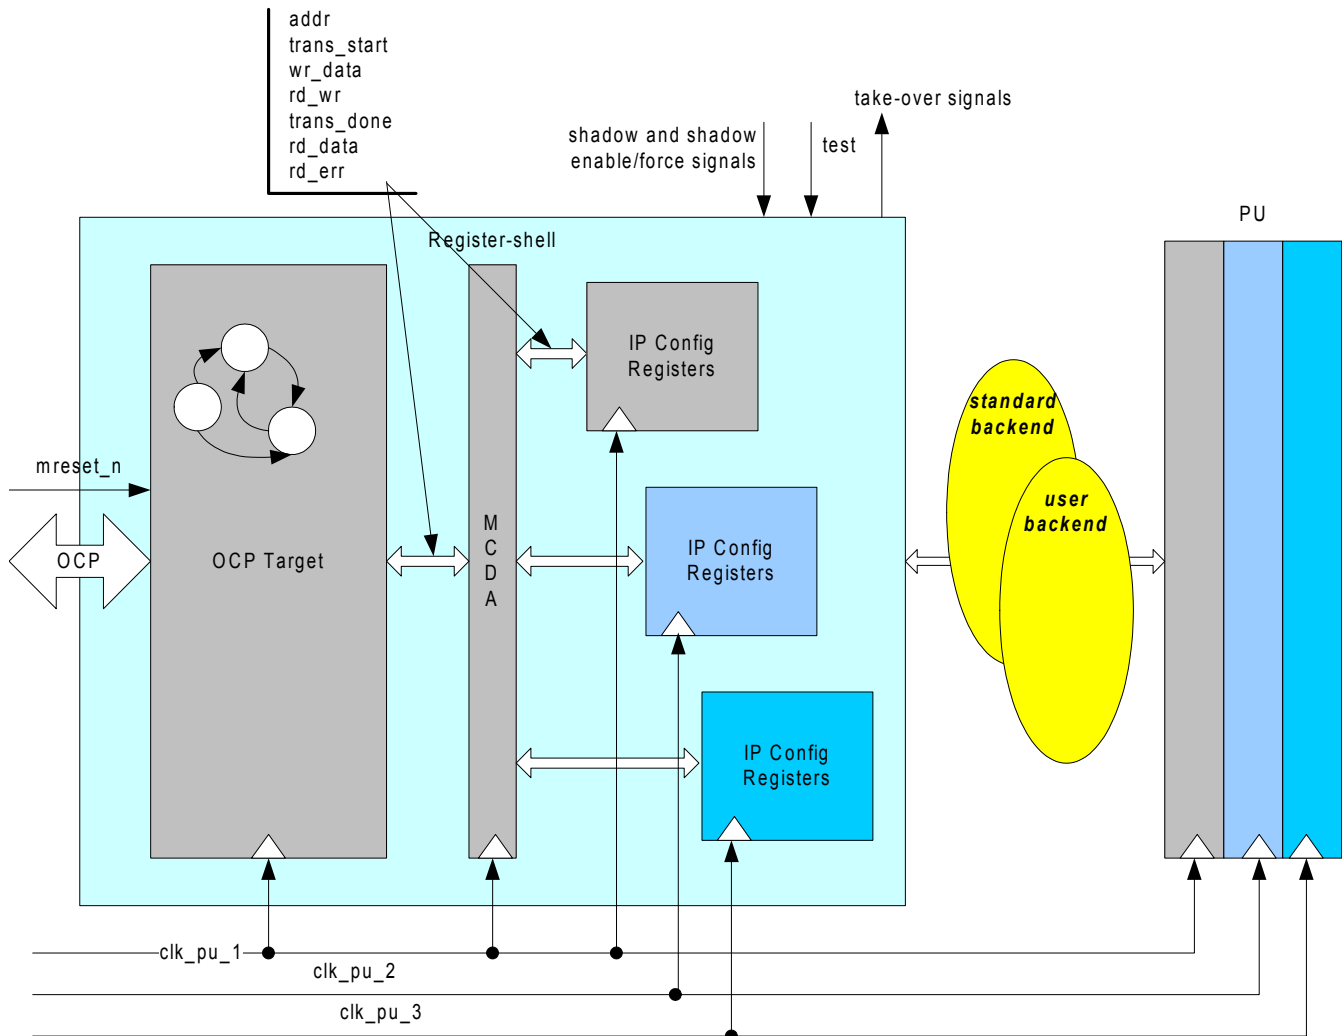 addr
trans_start
wr_data
rd_wr
trans_done
rd_data
rd_err
take-over signals
shadow and shadow
enable/force signals
test
PU
Register-shell
IP Config
Registers
standard
backend
mreset_n
user
backend
M
C
D
A
OCP
OCP Target
IP Config
Registers
IP Config
Registers
clk_pu_1
clk_pu_2
clk_pu_3